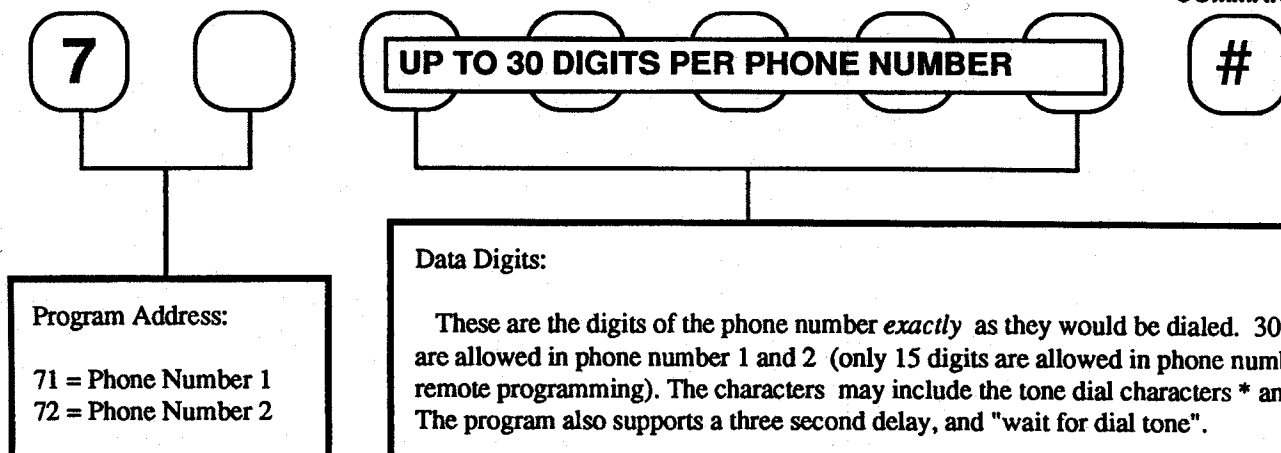 7 UP TO 30 DIGITS PER PHONE NUMBER #
Program Address:
71 = Phone Number 1
72 = Phone Number 2
Data Digits:
These are the digits of the phone number exactly as they would be dialed. 30
are allowed in phone number 1 and 2 (only 15 digits are allowed in phone
remote programming). The characters may include the tone dial characters *
The program also supports a three second delay, and "wait for dial tone".